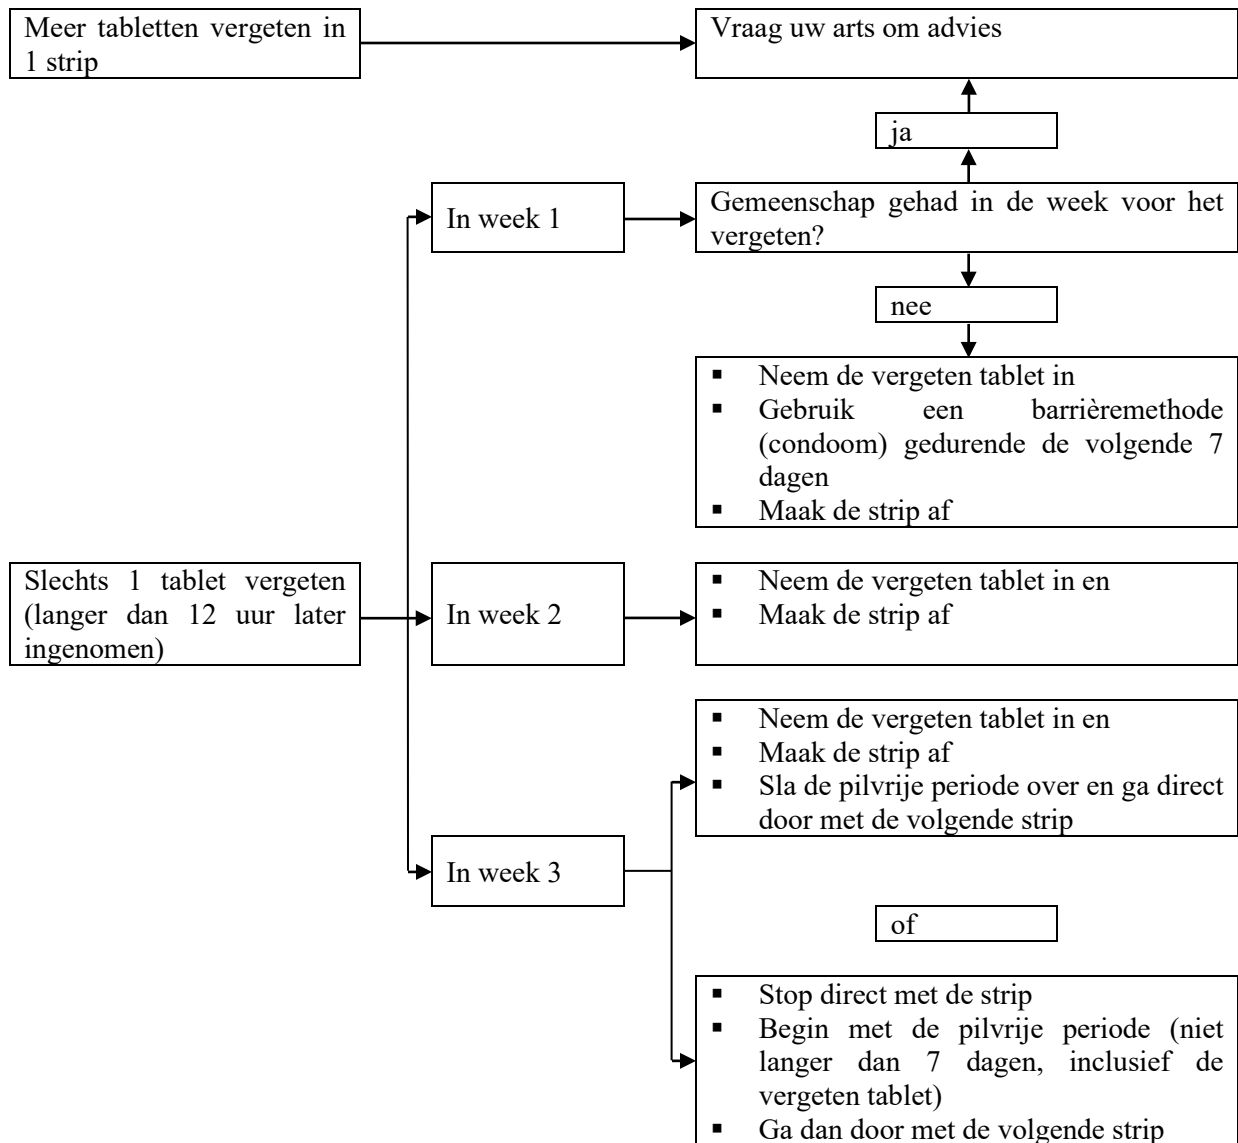 Meer tabletten vergeten in
1 strip
Vraag uw arts om advies
ja
In week 1
Gemeenschap gehad in de week voor het
vergeten?
nee
▪ Neem de vergeten tablet in
▪ Gebruik een barrièremethode
(condoom) gedurende de volgende 7
dagen
▪ Maak de strip af
Slechts 1 tablet vergeten
(langer dan 12 uur later
ingenomen)
In week 2
▪ Neem de vergeten tablet in en
▪ Maak de strip af
In week 3
▪ Neem de vergeten tablet in en
▪ Maak de strip af
▪ Sla de pilvrije periode over en ga direct
door met de volgende strip
of
▪ Stop direct met de strip
▪ Begin met de pilvrije periode (niet
langer dan 7 dagen, inclusief de
vergeten tablet)
▪ Ga dan door met de volgende strip